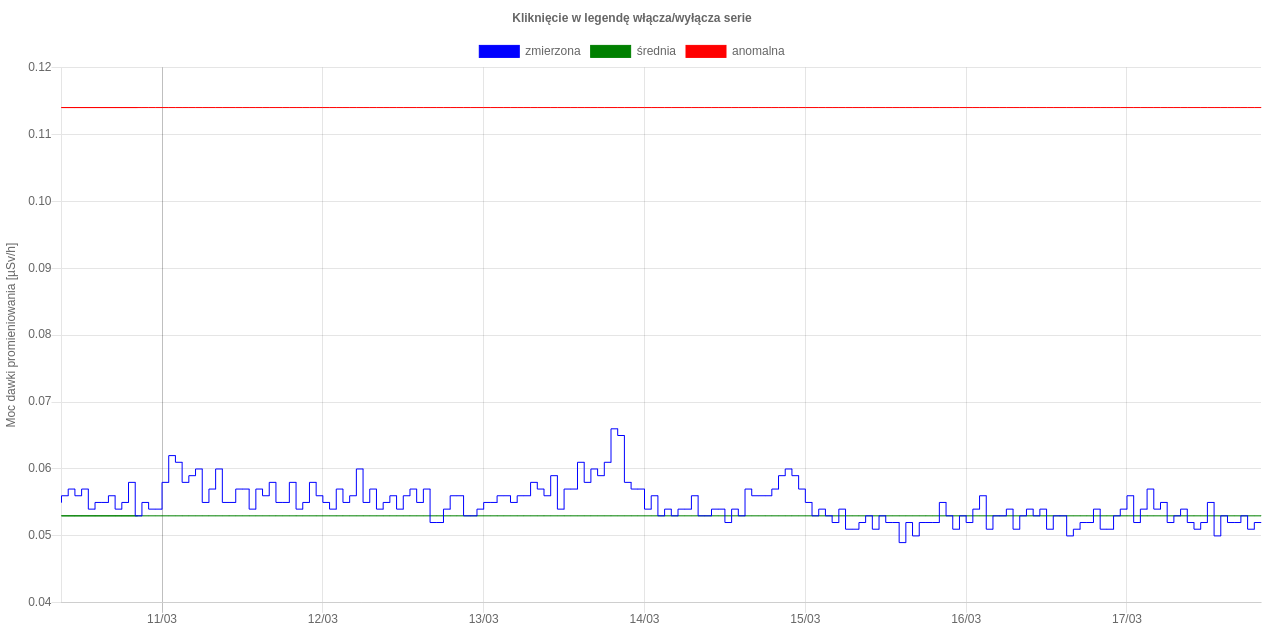 Kliknięcie w legendę włącza/wyłącza serie
zmierzona średnia anomalna
0.12
0.11
0.10
0.09
0.08
0.07
0.06
0.05
0.04
Moc dawki promieniowania [µSv/h]
11/03 12/03 13/03 14/03 15/03 16/03 17/03